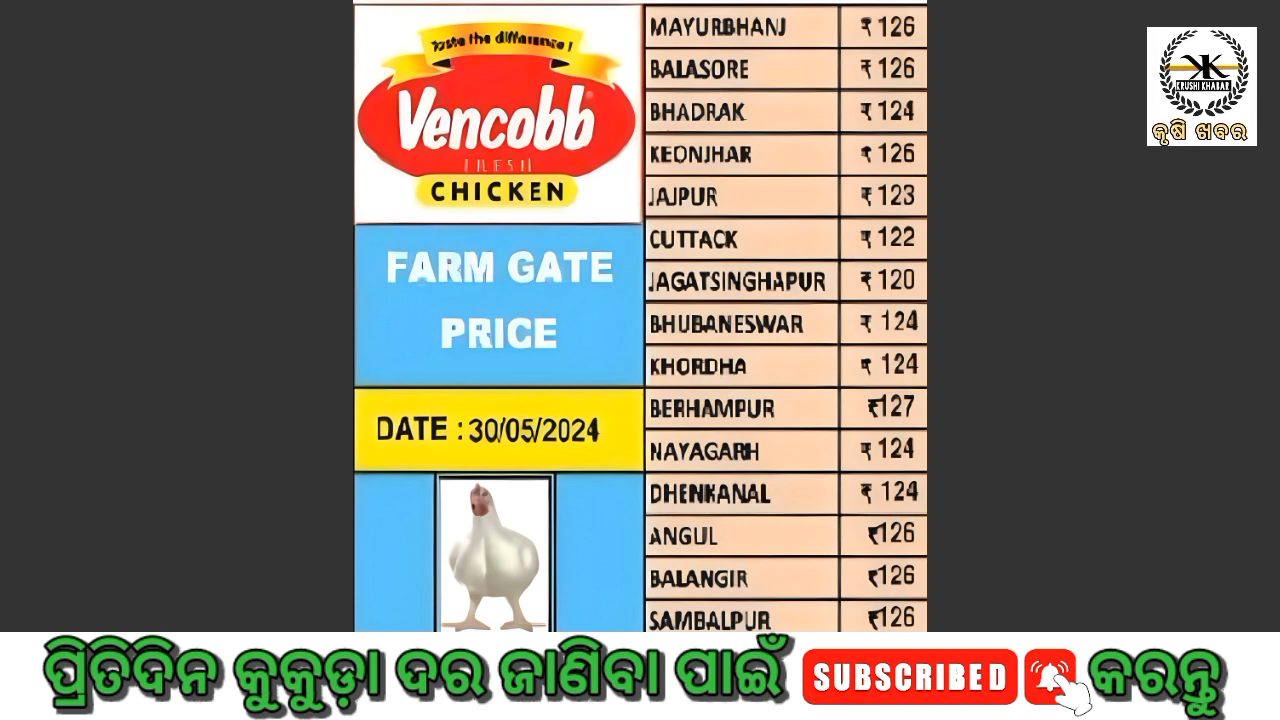 Taste the difference !
Vencobb
FRESH
CHICKEN
FARM GATE
PRICE
DATE : 30/05/2024
MAYURBHANJ ₹ 126
BALASORE ₹ 126
BHADRAK ₹ 124
KEONJHAR ₹ 126
JAJPUR ₹ 123
CUTTACK ₹ 122
JAGATSINGHAPUR ₹ 120
BHUBANESWAR ₹ 124
KHORDHA ₹ 124
BERHAMPUR ₹127
NAYAGARH ₹ 124
DHENKANAL ₹ 124
ANGUL ₹126
BALANGIR ₹126
SAMBALPUR ₹126
KK
KRUSHI KHABAR
କୃଷି ଖବର
ପ୍ରତିଦିନ କୁକୁଡ଼ା ଦର ଜାଣିବା ପାଇଁ SUBSCRIBED କରନ୍ତୁ